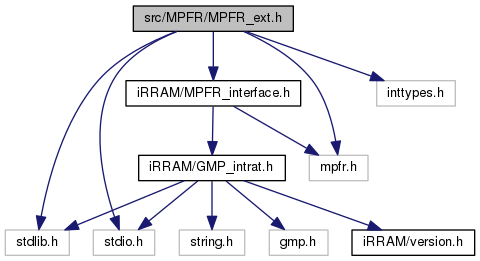 src/MPFR/MPFR_ext.h
iRRAM/MPFR_interface.h
inttypes.h
iRRAM/GMP_intrat.h
mpfr.h
stdlib.h
stdio.h
string.h
gmp.h
iRRAM/version.h